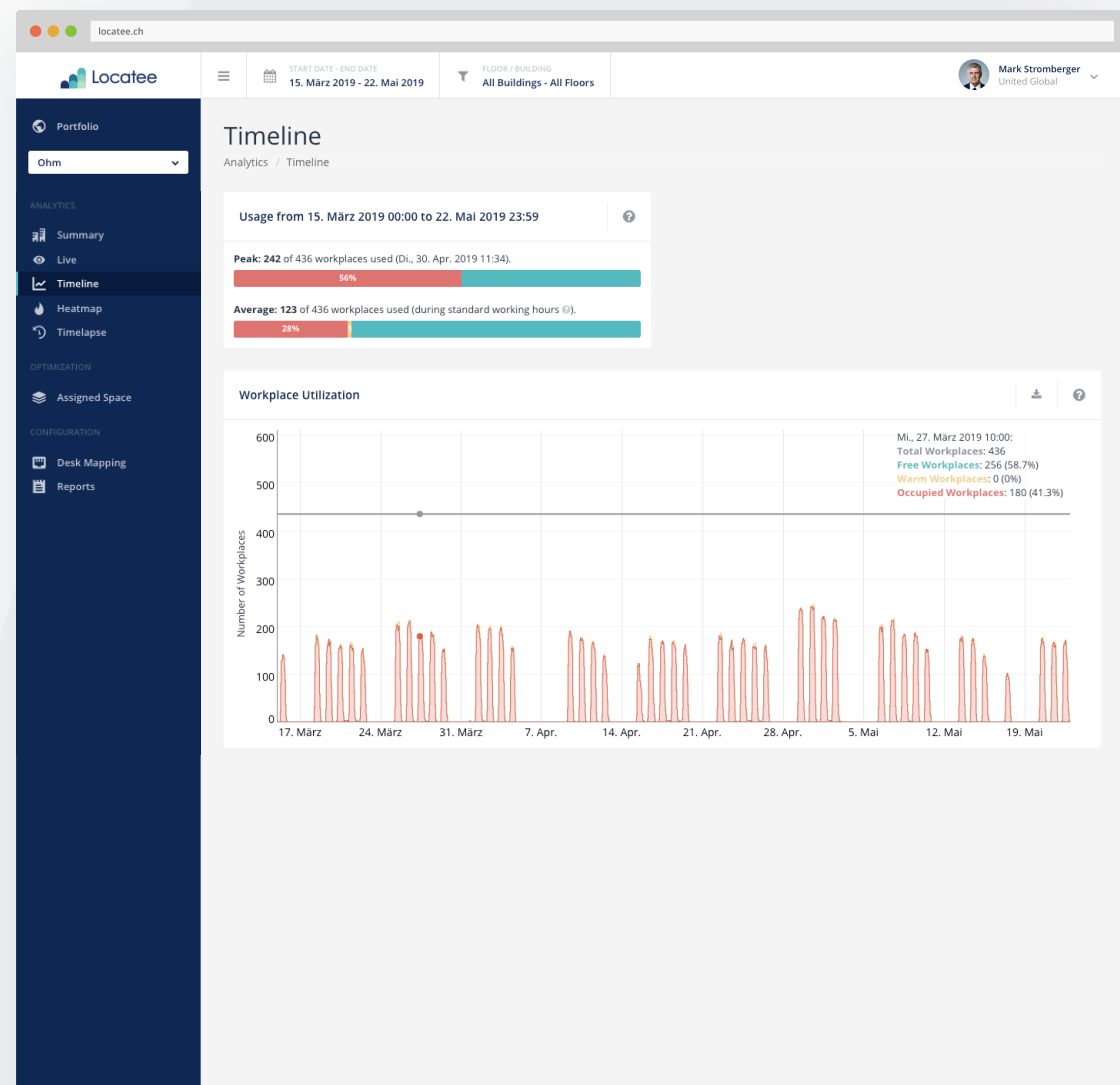 locatee.ch
Locatee
START DATE - END DATE
15. März 2019 - 22. Mai 2019
FLOOR / BUILDING
All Buildings - All Floors
Mark Stromberger
United Global
Portfolio
Ohm
ANALYTICS
Summary
Live
Timeline
Heatmap
Timelapse
OPTIMIZATION
Assigned Space
CONFIGURATION
Desk Mapping
Reports
Timeline
Analytics / Timeline
Usage from 15. März 2019 00:00 to 22. Mai 2019 23:59
Peak: 242 of 436 workplaces used (Di., 30. Apr. 2019 11:34).
56%
Average: 123 of 436 workplaces used (during standard working hours ?).
28%
Workplace Utilization
Mi., 27. März 2019 10:00:
Total Workplaces: 436
Free Workplaces: 256 (58.7%)
Warm Workplaces: 0 (0%)
Occupied Workplaces: 180 (41.3%)
Number of Workplaces
600
500
400
300
200
100
0
17. März 24. März 31. März 7. Apr. 14. Apr. 21. Apr. 28. Apr. 5. Mai 12. Mai 19. Mai